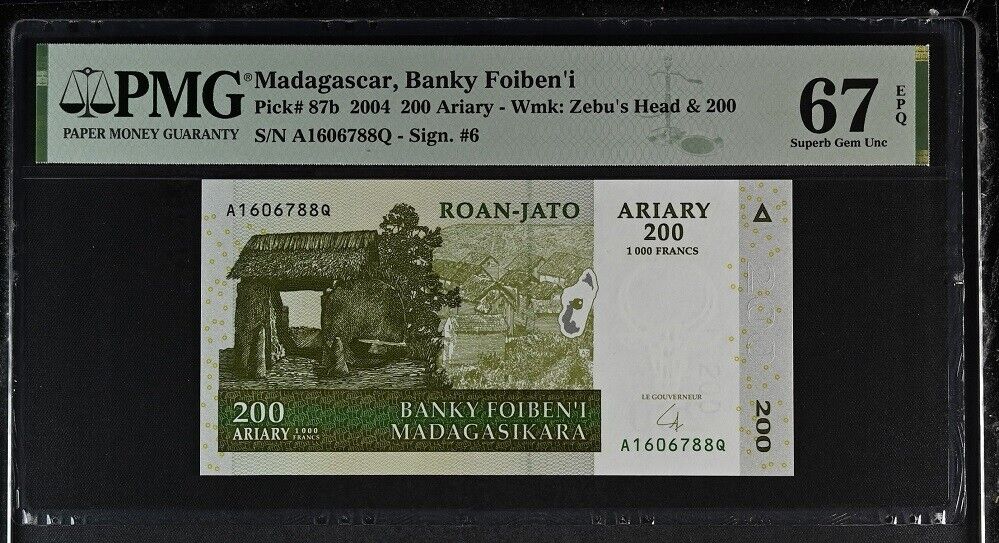 PMG®
PAPER MONEY GUARANTY
Madagascar, Banky Foiben'i
Pick# 87b 2004 200 Ariary - Wmk: Zebu's Head & 200
S/N A1606788Q - Sign. #6
67
EPQ
Superb Gem Unc
A1606788Q
ROAN-JATO
ARIARY
200
1 000 FRANCS
200
ARIARY
1 000
FRANCS
BANKY FOIBEN'I
MADAGASIKARA
LE GOUVERNEUR
A1606788Q
200